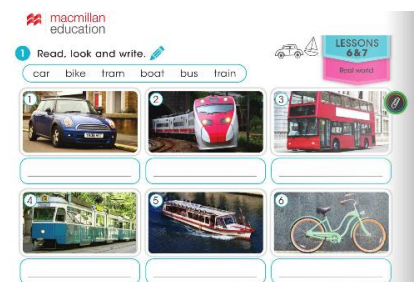 macmillan
education
1 Read, look and write.
LESSONS
6 & 7
Real world
car bike tram boat bus train
1
2
3
4
5
6